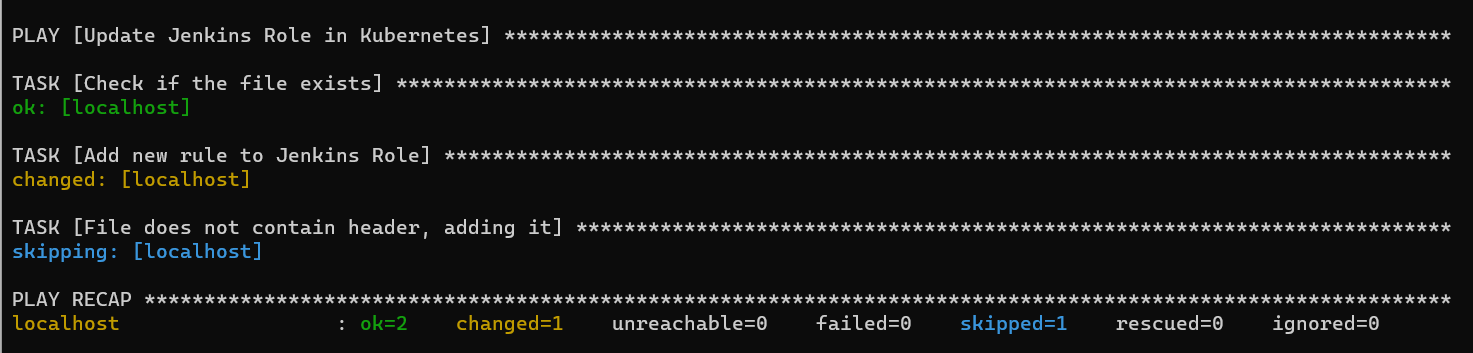 PLAY [Update Jenkins Role in Kubernetes] *******************************************************************************
TASK [Check if the file exists] ****************************************************************************************
ok: [localhost]
TASK [Add new rule to Jenkins Role] ************************************************************************************
changed: [localhost]
TASK [File does not contain header, adding it] *************************************************************************
skipping: [localhost]
PLAY RECAP *************************************************************************************************************
localhost                  : ok=2    changed=1    unreachable=0    failed=0    skipped=1    rescued=0    ignored=0